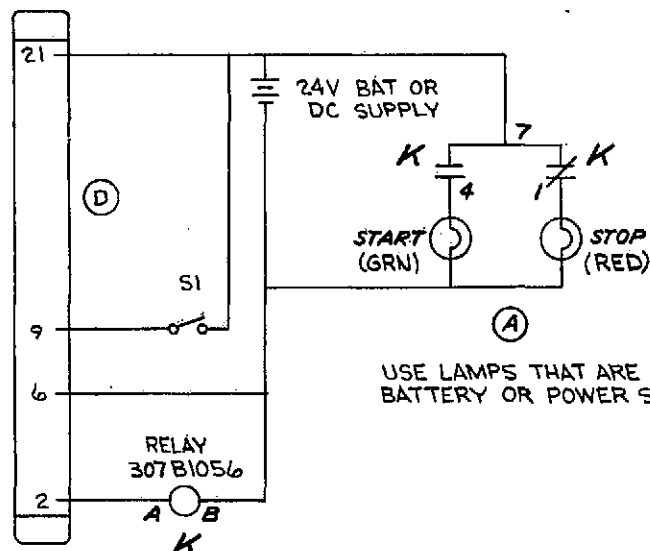 21
24V BAT OR
DC SUPPLY
7
K
K
4
1
D
START
(GRN)
STOP
(RED)
S1
A
9
USE LAMPS THAT ARE
BATTERY OR POWER S
6
RELAY
307B1056
2
A
B
K